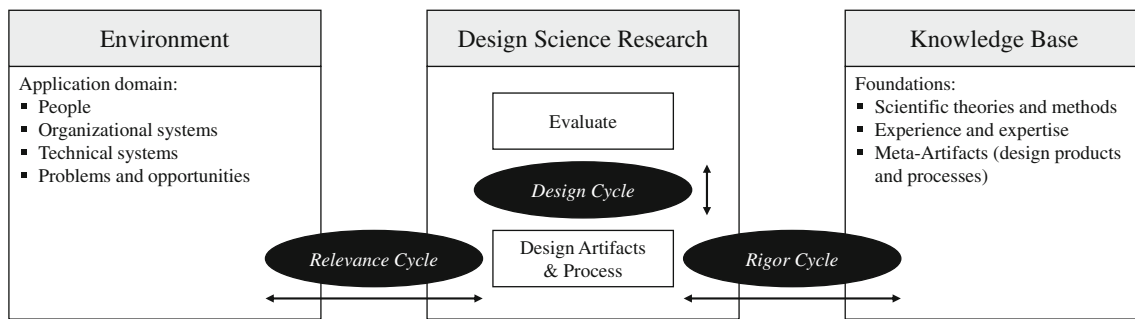 Environment
Application domain:
▪ People
▪ Organizational systems
▪ Technical systems
▪ Problems and opportunities
Relevance Cycle
Design Science Research
Evaluate
Design Cycle
Design Artifacts
& Process
Rigor Cycle
Knowledge Base
Foundations:
▪ Scientific theories and methods
▪ Experience and expertise
▪ Meta-Artifacts (design products
and processes)